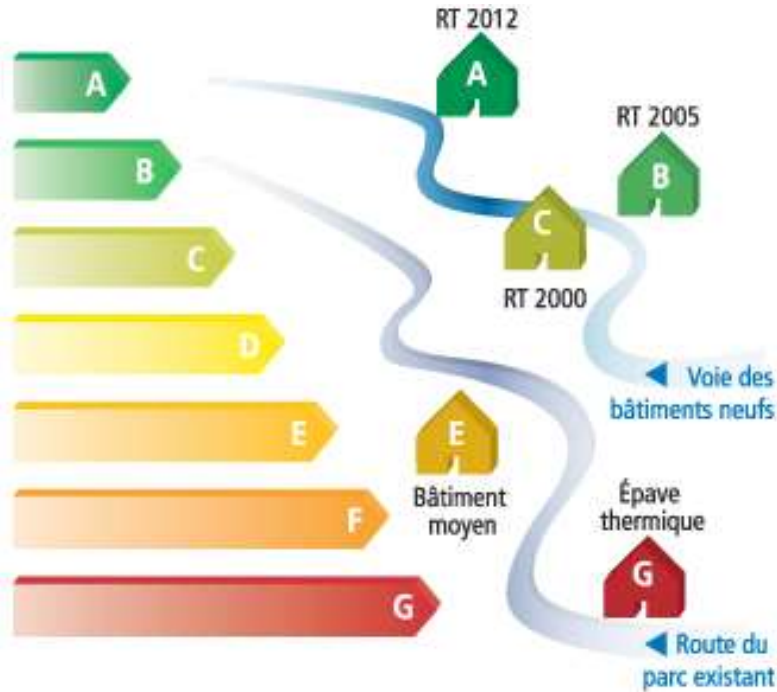 RT 2012
A
A
RT 2005
B
B
C
C
RT 2000
D
Voie des
bâtiments neufs
E
E
Bâtiment
moyen
Épave
thermique
F
G
G
Route du
parc existant